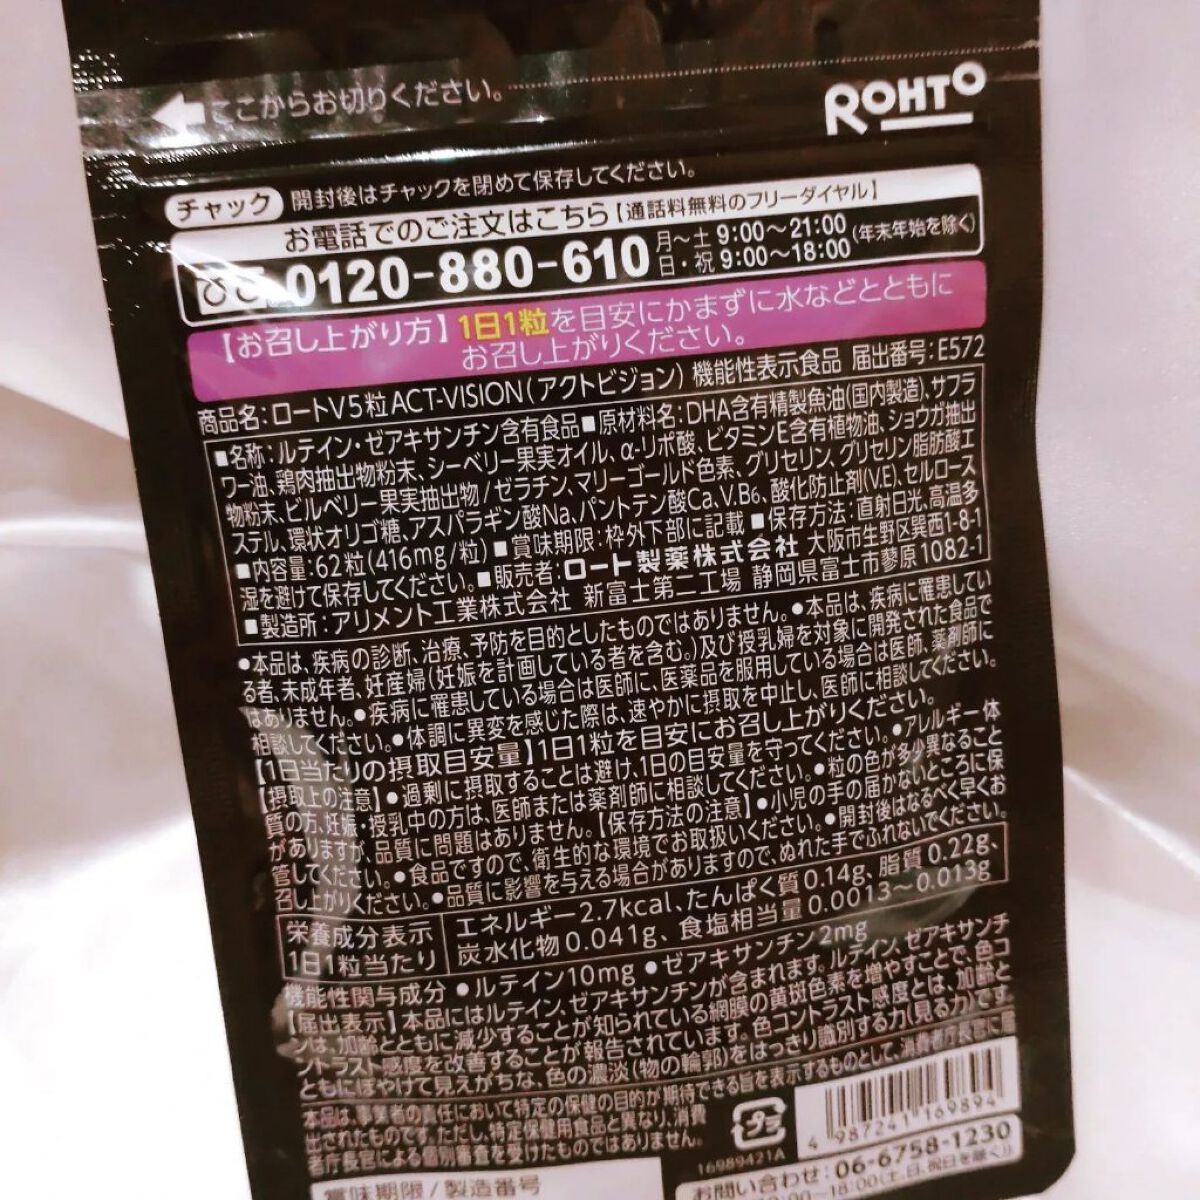 ここからお切りください。
ROHTO
チャック 開封後はチャックを閉めて保存してください。
お電話でのご注文はこちら【通話料無料のフリーダイヤル】
0120-880-610 月〜土 9:00〜21:00 日・祝 9:00〜18:00 (年末年始を除く)
【お召し上がり方】1日1粒を目安にかまずに水などとともに
お召し上がりください。
商品名:ロートV5粒ACT-VISION(アクトビジョン) 機能性表示食品 届出番号:E572
■名称:ルテイン・ゼアキサンチン含有食品■原材料名:DHA含有精製魚油(国内製造)、サフラ
ワー油、鶏肉抽出物粉末、シーベリー果実オイル、α-リポ酸、ビタミンE含有植物油、ショウガ抽出
物粉末、ビルベリー果実抽出物/ゼラチン、マリーゴールド色素、グリセリン、グリセリン脂肪酸エ
ステル、環状オリゴ糖、アスパラギン酸Na、パントテン酸Ca、V.B6、酸化防止剤(V.E)、セルロース
■内容量:62粒(416mg/粒)■賞味期限:枠外下部に記載■保存方法:直射日光、高温多
湿を避けて保存してください。■販売者:ロート製薬株式会社 大阪市生野区巽西1-8-1
■製造所:アリメント工業株式会社 新富士第二工場 静岡県富士市蓼原1082-1
●本品は、疾病の診断、治療、予防を目的としたものではありません。●本品は、疾病に罹患してい
る者、未成年者、妊産婦(妊娠を計画している者を含む。)及び授乳婦を対象に開発された食品で
はありません。●疾病に罹患している場合は医師に、医薬品を服用している場合は医師、薬剤師に
相談してください。●体調に異変を感じた際は、速やかに摂取を中止し、医師に相談してください。
【1日当たりの摂取目安量】1日1粒を目安にお召し上がりください。
【摂取上の注意】●過剰に摂取することは避け、1日の目安量を守ってください。●アレルギー体
質の方、妊娠・授乳中の方は、医師または薬剤師に相談してください。●粒の色が多少異なること
がありますが、品質に問題はありません。【保存方法の注意】●小児の手の届かないところに保
管してください。●食品ですので、衛生的な環境でお取扱いください。●開封後はなるべく早くお
召し上がりください。●品質に影響を与える場合がありますので、ぬれた手でふれないでください。
栄養成分表示 エネルギー2.7kcal、たんぱく質0.14g、脂質0.22g、
1日1粒当たり 炭水化物0.041g、食塩相当量0.0013〜0.013g
機能性関与成分 ●ルテイン10mg ●ゼアキサンチン2mg
【届出表示】本品にはルテイン、ゼアキサンチンが含まれます。ルテイン、ゼアキサンチ
ンは、加齢とともに減少することが知られている網膜の黄斑色素を増やすことで、色コ
ントラスト感度を改善することが報告されています。色コントラスト感度とは、加齢と
ともにぼやけて見えがちな、色の濃淡(物の輪郭)をはっきり識別する力(見る力)です。
本品は、事業者の責任において特定の保健の目的が期待できる旨を表示するものとして、消費者庁長官に届
出されたものです。ただし、特定保健用食品と異なり、消費
者庁長官による個別審査を受けたものではありません。
プラ
16989421A
4 987241 169894
お問い合わせ:06-6758-1230
9:00〜18:00(土、日、祝日を除く)
賞味期限/製造番号